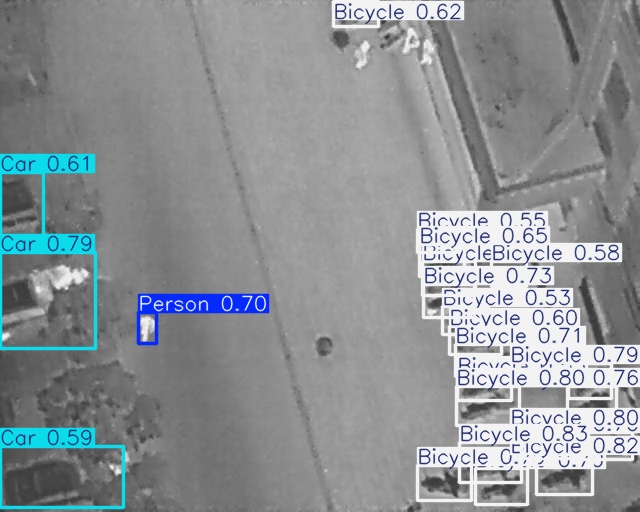 Bicycle 0.62
Car 0.61
Bicycle 0.55
Bicycle 0.65
Car 0.79
Bicycle
Bicycle 0.58
Bicycle 0.73
Person 0.70
Bicycle 0.53
Bicycle 0.60
Bicycle 0.71
Bicycle 0.79
Bicycle 0.80
0.76
Bicycle 0.80
Car 0.59
Bicycle 0.83
Bicycle 0.82
Bicycle